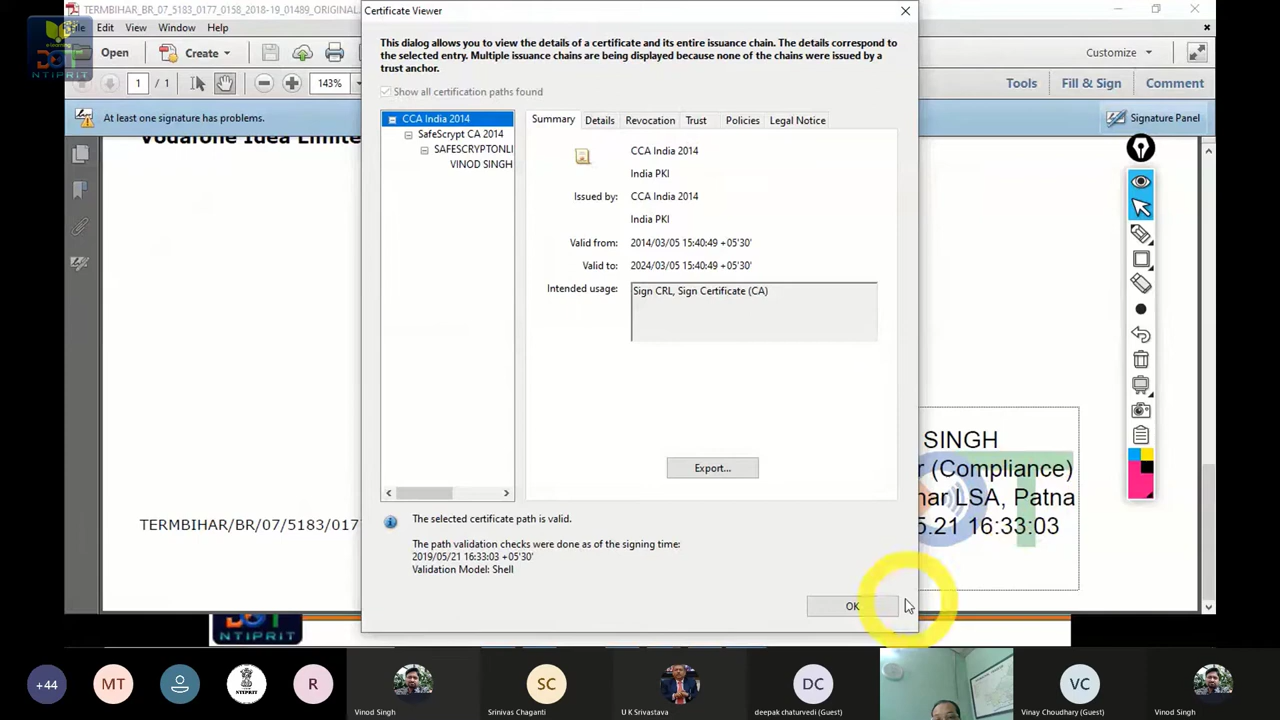 TERMBIHAR_BR_07_5183_0177_0158_2018-19_01489_ORIGINAL
Certificate Viewer
File Edit View Window Help
e-learning
DOT
NTIPRIT
Open Create Customize
1 / 1 143% Tools Fill & Sign Comment
At least one signature has problems. Signature Panel
Vodafone Idea Limite
This dialog allows you to view the details of a certificate and its entire issuance chain. The details correspond to
the selected entry. Multiple issuance chains are being displayed because none of the chains were issued by a
trust anchor.
Show all certification paths found
CCA India 2014
SafeScrypt CA 2014
SAFESCRYPTONLI
VINOD SINGH
Summary Details Revocation Trust Policies Legal Notice
CCA India 2014
India PKI
Issued by: CCA India 2014
India PKI
Valid from: 2014/03/05 15:40:49 +05'30'
Valid to: 2024/03/05 15:40:49 +05'30'
Intended usage: Sign CRL, Sign Certificate (CA)
Export...
The selected certificate path is valid.
The path validation checks were done as of the signing time:
2019/05/21 16:33:03 +05'30'
Validation Model: Shell
OK
SINGH
r (Compliance)
ar LSA, Patna
5.21 16:33:03
TERMBIHAR/BR/07/5183/017
DOT
NTIPRIT
+44 MT NTIPRIT R SC DC VC
Vinod Singh Srinivas Chaganti U K Srivastava deepak chaturvedi (Guest) Vinay Choudhary (Guest) Vinod Singh